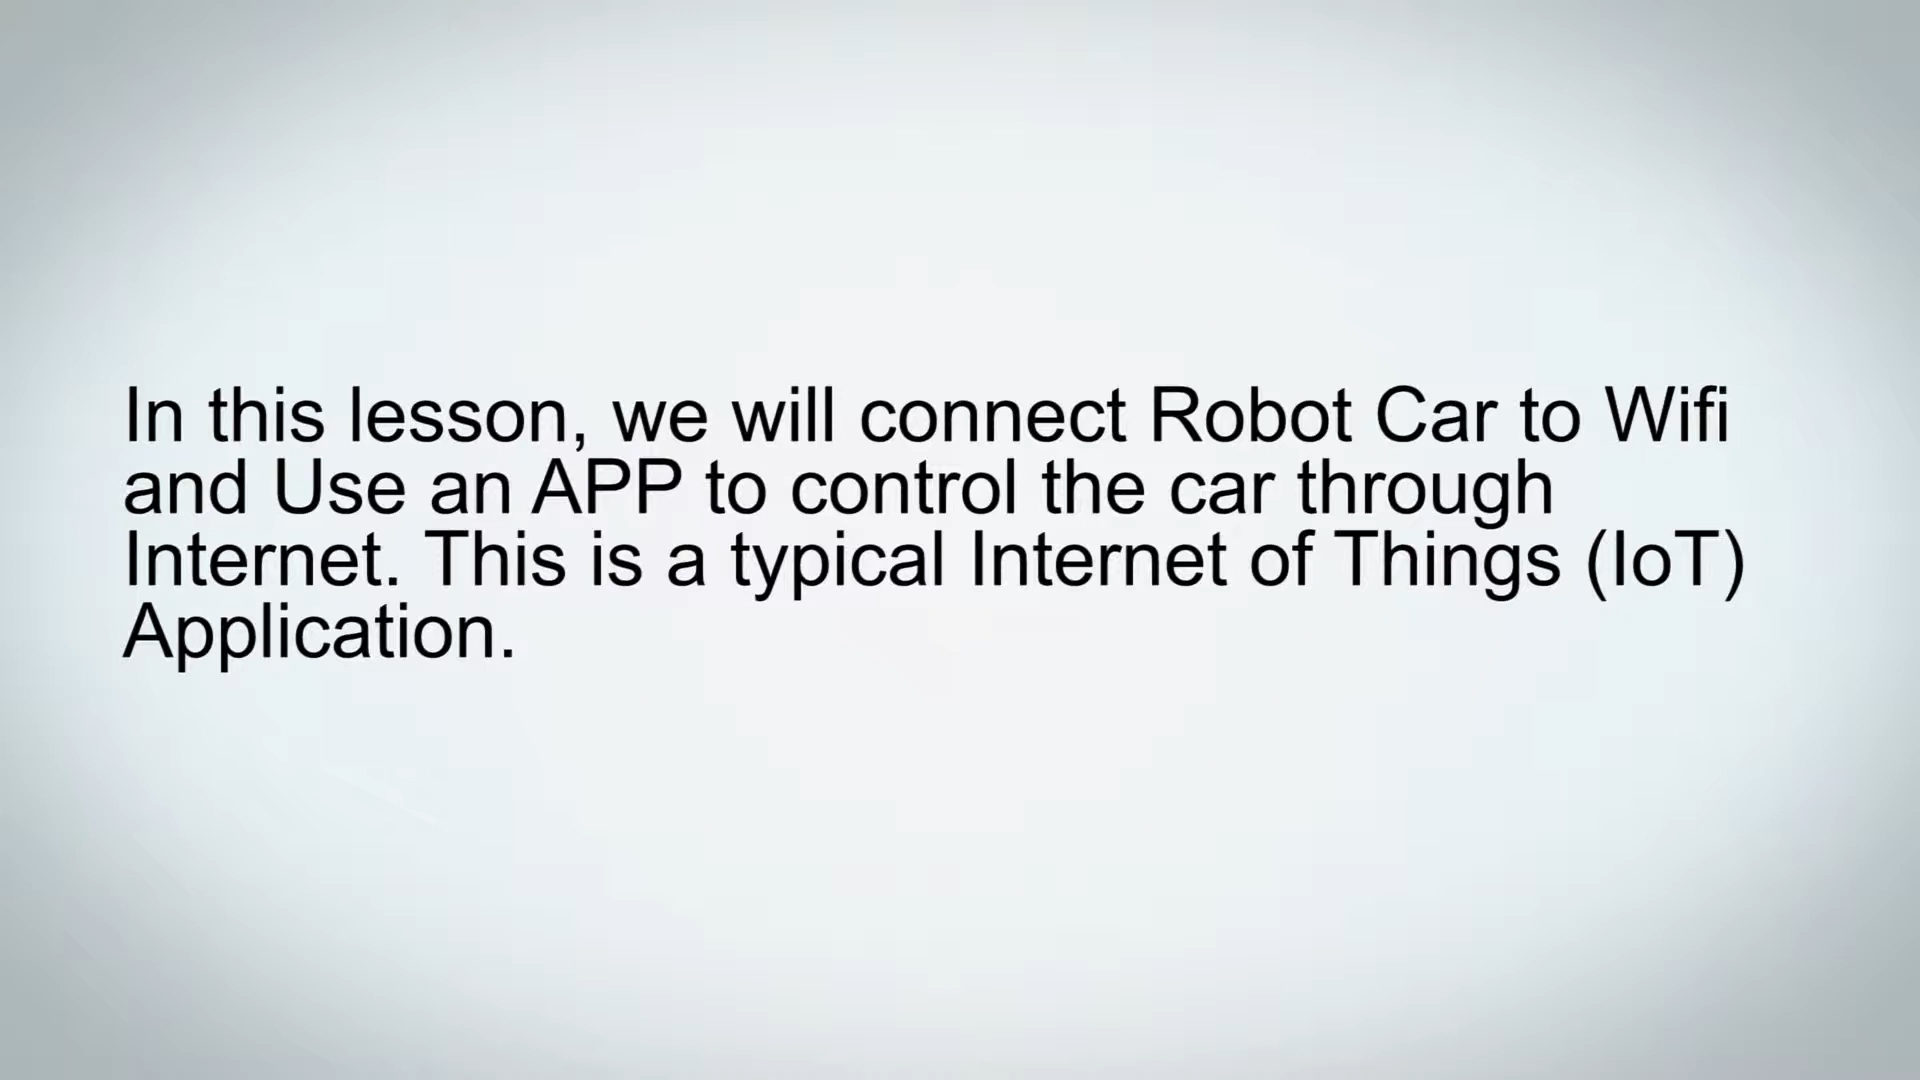 In this lesson, we will connect Robot Car to Wifi
and Use an APP to control the car through
Internet. This is a typical Internet of Things (IoT)
Application.